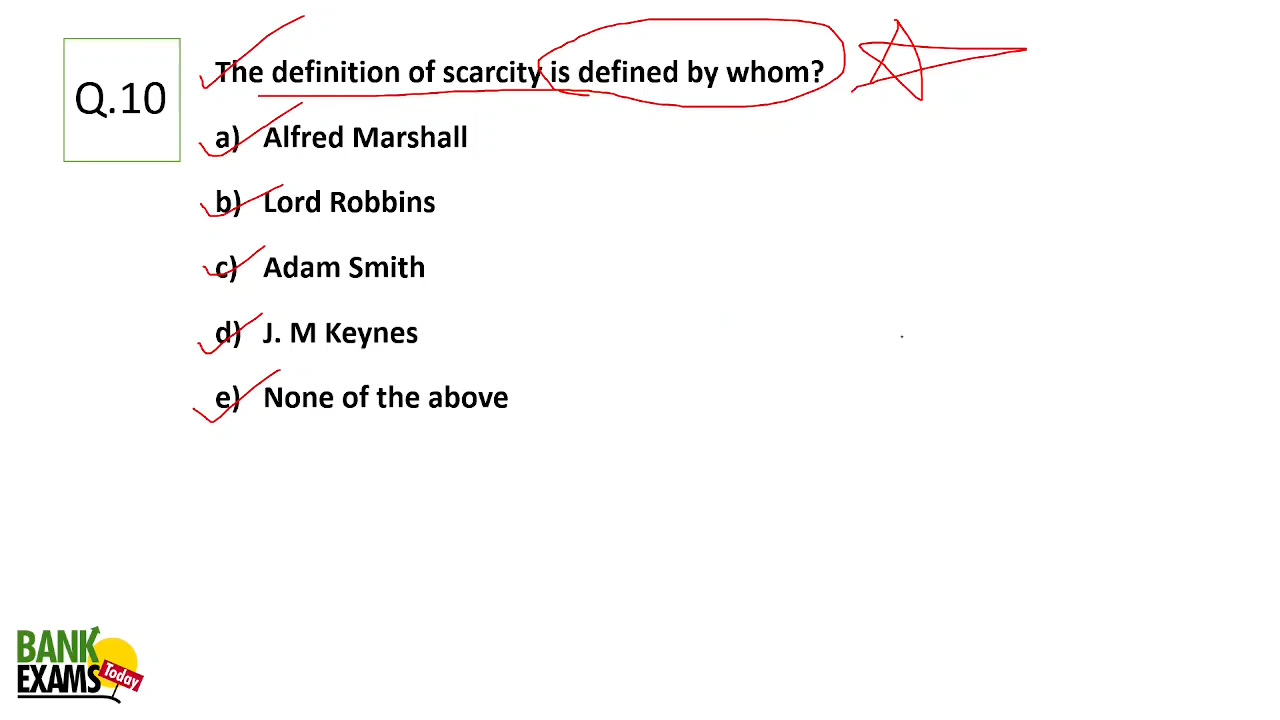 Q.10
The definition of scarcity is defined by whom?
a) Alfred Marshall
b) Lord Robbins
c) Adam Smith
d) J. M Keynes
e) None of the above
BANK
EXAMS
Today